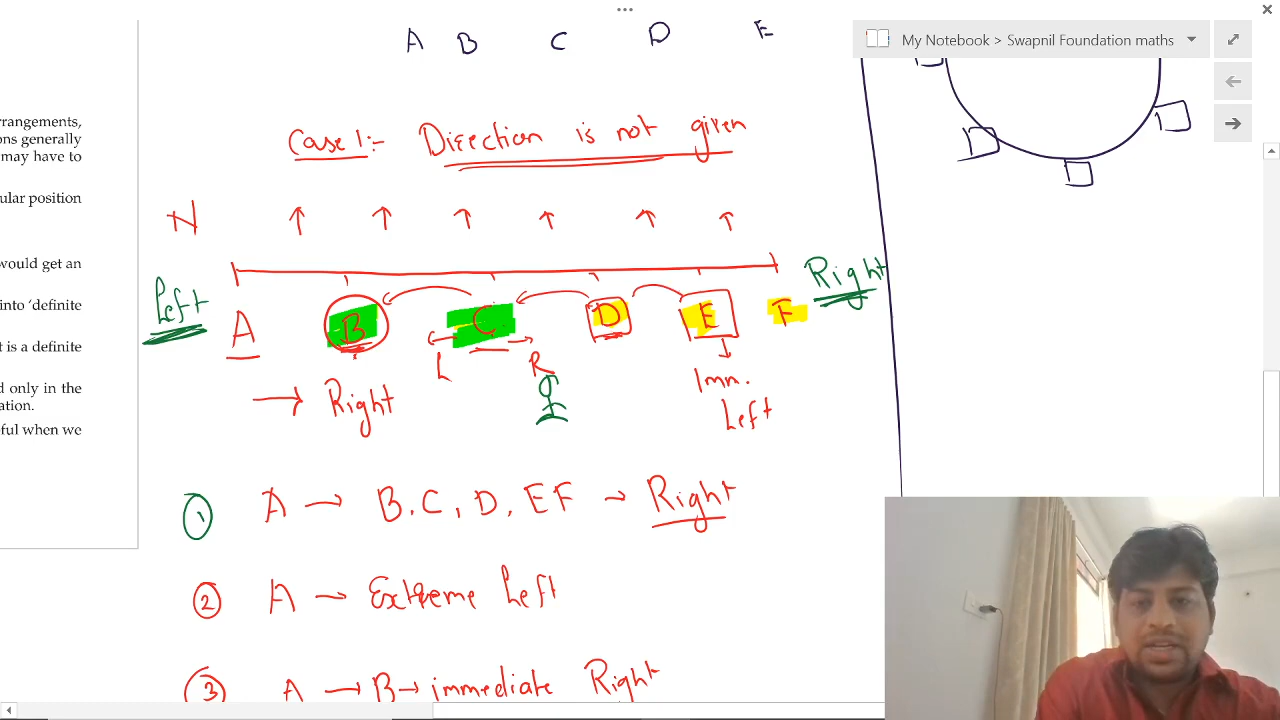 A B C D E
My Notebook > Swapnil Foundation maths
rrangements,
ons generally
may have to
ular position
would get an
into 'definite
t is a definite
d only in the
ation.
ful when we
Case 1:- Direction is not given
N ↑ ↑ ↑ ↑ ↑ ↑
Left Right
A B C D E F
L R
→ Right
Imm.
Left
① A → B, C, D, EF → Right
② A → Extreme Left
③ A → B → immediate Right